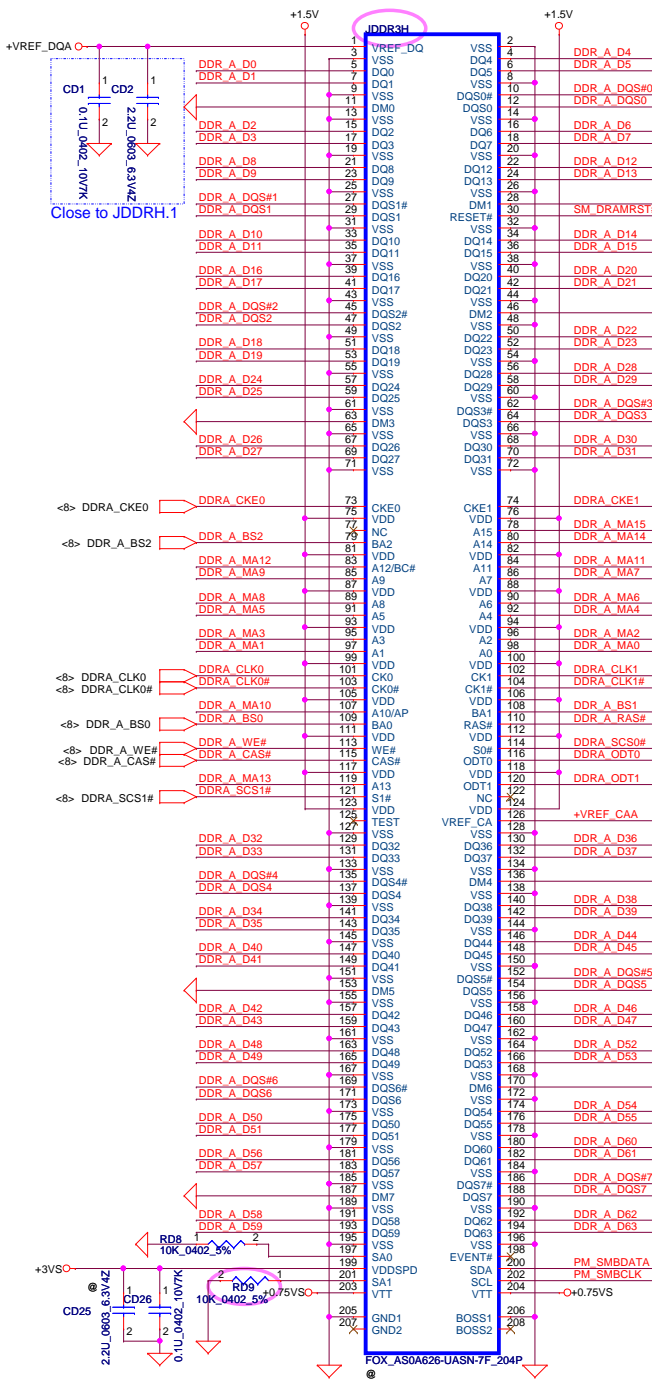 +1.5V +1.5V
JDDR3H
+VREF_DQA 1 VREF_DQ VSS 2
3 VSS DQ4 4 DDR_A_D4
DDR_A_D0 5 DQ0 DQ5 6 DDR_A_D5
DDR_A_D1 7 DQ1 VSS 8
9 VSS DQS0# 10 DDR_A_DQS#0
11 DM0 DQS0 12 DDR_A_DQS0
13 VSS VSS 14
DDR_A_D2 15 DQ2 DQ6 16 DDR_A_D6
DDR_A_D3 17 DQ3 DQ7 18 DDR_A_D7
19 VSS VSS 20
DDR_A_D8 21 DQ8 DQ12 22 DDR_A_D12
DDR_A_D9 23 DQ9 DQ13 24 DDR_A_D13
25 VSS VSS 26
DDR_A_DQS#1 27 DQS1# DM1 28
DDR_A_DQS1 29 DQS1 RESET# 30 SM_DRAMRST
31 VSS VSS 32
DDR_A_D10 33 DQ10 DQ14 34 DDR_A_D14
DDR_A_D11 35 DQ11 DQ15 36 DDR_A_D15
37 VSS VSS 38
DDR_A_D16 39 DQ16 DQ20 40 DDR_A_D20
DDR_A_D17 41 DQ17 DQ21 42 DDR_A_D21
43 VSS VSS 44
DDR_A_DQS#2 45 DQS2# DM2 46
DDR_A_DQS2 47 DQS2 VSS 48
49 VSS DQ22 50 DDR_A_D22
DDR_A_D18 51 DQ18 DQ23 52 DDR_A_D23
DDR_A_D19 53 DQ19 VSS 54
55 VSS DQ28 56 DDR_A_D28
DDR_A_D24 57 DQ24 DQ29 58 DDR_A_D29
DDR_A_D25 59 DQ25 VSS 60
61 VSS DQS3# 62 DDR_A_DQS#3
63 DM3 DQS3 64 DDR_A_DQS3
65 VSS VSS 66
DDR_A_D26 67 DQ26 DQ30 68 DDR_A_D30
DDR_A_D27 69 DQ27 DQ31 70 DDR_A_D31
71 VSS VSS 72
<8> DDRA_CKE0 DDRA_CKE0 73 CKE0 CKE1 74 DDRA_CKE1
75 VDD VDD 76
77 NC A15 78 DDR_A_MA15
<8> DDR_A_BS2 DDR_A_BS2 79 BA2 A14 80 DDR_A_MA14
81 VDD VDD 82
DDR_A_MA12 83 A12/BC# A11 84 DDR_A_MA11
DDR_A_MA9 85 A9 A7 86 DDR_A_MA7
87 VDD VDD 88
DDR_A_MA8 89 A8 A6 90 DDR_A_MA6
DDR_A_MA5 91 A5 A4 92 DDR_A_MA4
93 VDD VDD 94
DDR_A_MA3 95 A3 A2 96 DDR_A_MA2
DDR_A_MA1 97 A1 A0 98 DDR_A_MA0
99 VDD VDD 100
<8> DDRA_CLK0 DDRA_CLK0 101 CK0 CK1 102 DDRA_CLK1
<8> DDRA_CLK0# DDRA_CLK0# 103 CK0# CK1# 104 DDRA_CLK1#
105 VDD VDD 106
DDR_A_MA10 107 A10/AP BA1 108 DDR_A_BS1
<8> DDR_A_BS0 DDR_A_BS0 109 BA0 RAS# 110 DDR_A_RAS#
111 VDD VDD 112
<8> DDR_A_WE# DDR_A_WE# 113 WE# S0# 114 DDRA_SCS0#
<8> DDR_A_CAS# DDR_A_CAS# 115 CAS# ODT0 116 DDRA_ODT0
117 VDD VDD 118
DDR_A_MA13 119 A13 ODT1 120 DDRA_ODT1
<8> DDRA_SCS1# DDRA_SCS1# 121 S1# NC 122
123 VDD VDD 124
125 TEST VREF_CA 126 +VREF_CAA
127 VSS VSS 128
DDR_A_D32 129 DQ32 DQ36 130 DDR_A_D36
DDR_A_D33 131 DQ33 DQ37 132 DDR_A_D37
133 VSS VSS 134
DDR_A_DQS#4 135 DQS4# DM4 136
DDR_A_DQS4 137 DQS4 VSS 138
139 VSS DQ38 140 DDR_A_D38
DDR_A_D34 141 DQ34 DQ39 142 DDR_A_D39
DDR_A_D35 143 DQ35 VSS 144
145 VSS DQ44 146 DDR_A_D44
DDR_A_D40 147 DQ40 DQ45 148 DDR_A_D45
DDR_A_D41 149 DQ41 VSS 150
151 VSS DQS5# 152 DDR_A_DQS#5
153 DM5 DQS5 154 DDR_A_DQS5
155 VSS VSS 156
DDR_A_D42 157 DQ42 DQ46 158 DDR_A_D46
DDR_A_D43 159 DQ43 DQ47 160 DDR_A_D47
161 VSS VSS 162
DDR_A_D48 163 DQ48 DQ52 164 DDR_A_D52
DDR_A_D49 165 DQ49 DQ53 166 DDR_A_D53
167 VSS VSS 168
DDR_A_DQS#6 169 DQS6# DM6 170
DDR_A_DQS6 171 DQS6 VSS 172
173 VSS DQ54 174 DDR_A_D54
DDR_A_D50 175 DQ50 DQ55 176 DDR_A_D55
DDR_A_D51 177 DQ51 VSS 178
179 VSS DQ60 180 DDR_A_D60
DDR_A_D56 181 DQ56 DQ61 182 DDR_A_D61
DDR_A_D57 183 DQ57 VSS 184
185 VSS DQS7# 186 DDR_A_DQS#7
187 DM7 DQS7 188 DDR_A_DQS7
189 VSS VSS 190
DDR_A_D58 191 DQ58 DQ62 192 DDR_A_D62
DDR_A_D59 193 DQ59 DQ63 194 DDR_A_D63
195 VSS VSS 196
197 SA0 EVENT# 198
+3VS 199 VDDSPD SDA 200 PM_SMBDATA
201 SA1 SCL 202 PM_SMBCLK
+0.75VS 203 VTT VTT 204 +0.75VS
205 GND1 BOSS1 206
207 GND2 BOSS2 208
FOX_AS0A626-UASN-7F_204P
@
CD1 1 2
0.1U_0402_10V7K
CD2 1 2
2.2U_0603_6.3V4Z
Close to JDDRH.1
1 RD8 2
10K_0402_5%
2 RD9 1
10K_0402_5%
@
CD25 1 2
2.2U_0603_6.3V4Z
CD26 1 2
0.1U_0402_10V7K